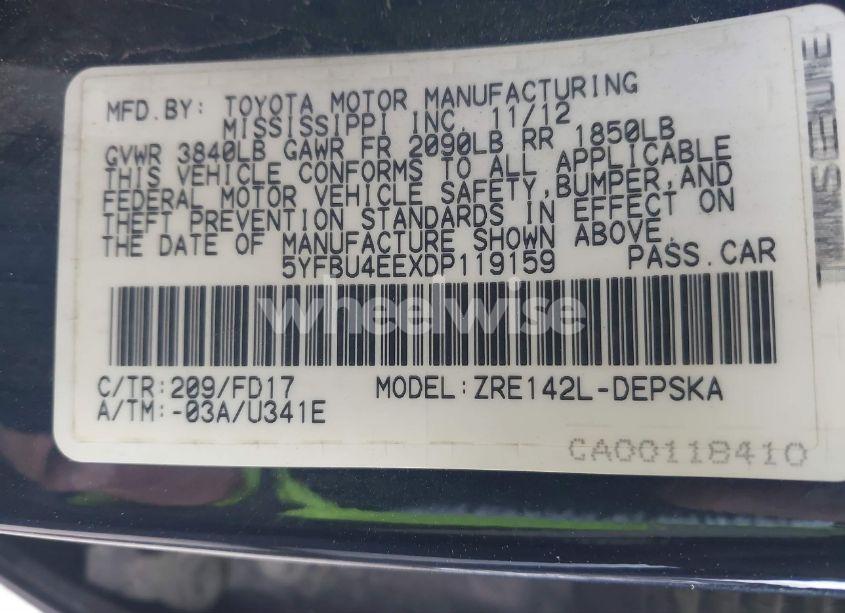 MFD.BY: TOYOTA MOTOR MANUFACTURING
MISSISSIPPI INC. 11/12
GVWR 3840LB GAWR FR 2090LB RR 1850LB
THIS VEHICLE CONFORMS TO ALL APPLICABLE
FEDERAL MOTOR VEHICLE SAFETY,BUMPER,AND
THEFT PREVENTION STANDARDS IN EFFECT ON
THE DATE OF MANUFACTURE SHOWN ABOVE.
5YFBU4EEXDP119159 PASS.CAR
wheelwise
C/TR:209/FD17 MODEL:ZRE142L-DEPSKA
A/TM:-03A/U341E
CA00118410